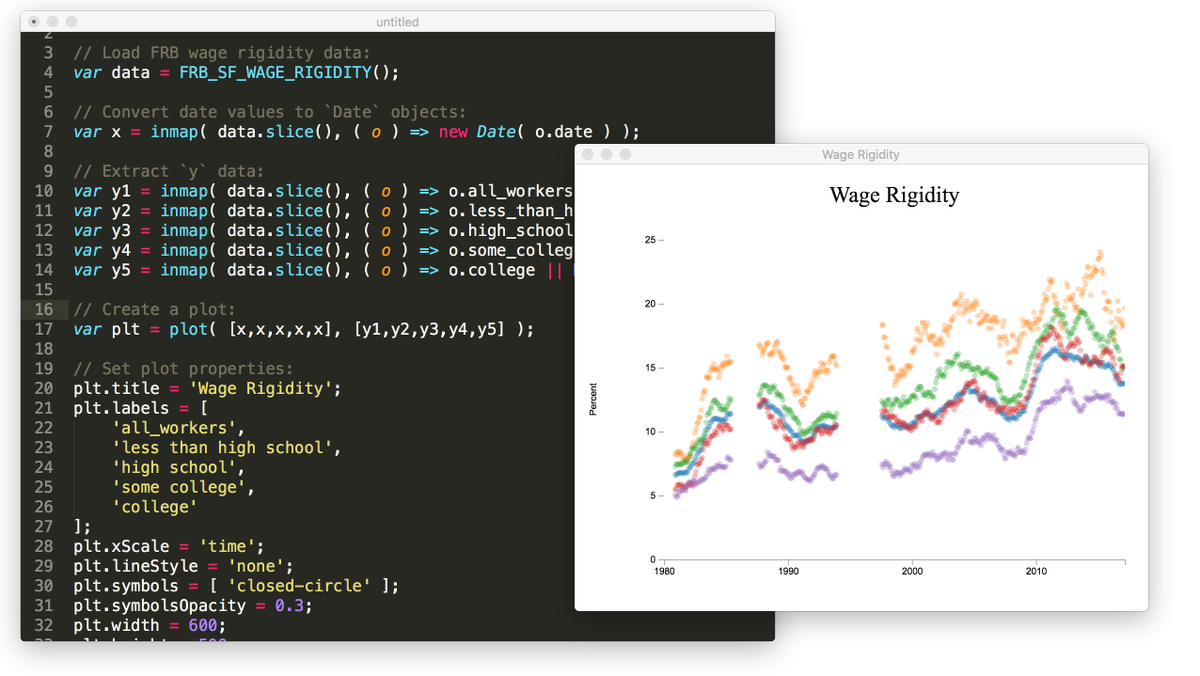 untitled
2
3 // Load FRB wage rigidity data:
4 var data = FRB_SF_WAGE_RIGIDITY();
5
6 // Convert date values to `Date` objects:
7 var x = inmap( data.slice(), ( o ) => new Date( o.date ) );
8
9 // Extract `y` data:
10 var y1 = inmap( data.slice(), ( o ) => o.all_workers
11 var y2 = inmap( data.slice(), ( o ) => o.less_than_h
12 var y3 = inmap( data.slice(), ( o ) => o.high_school
13 var y4 = inmap( data.slice(), ( o ) => o.some_colleg
14 var y5 = inmap( data.slice(), ( o ) => o.college ||
15
16 // Create a plot:
17 var plt = plot( [x,x,x,x,x], [y1,y2,y3,y4,y5] );
18
19 // Set plot properties:
20 plt.title = 'Wage Rigidity';
21 plt.labels = [
22 'all_workers',
23 'less than high school',
24 'high school',
25 'some college',
26 'college'
27 ];
28 plt.xScale = 'time';
29 plt.lineStyle = 'none';
30 plt.symbols = [ 'closed-circle' ];
31 plt.symbolsOpacity = 0.3;
32 plt.width = 600;
Wage Rigidity
Wage Rigidity
Percent
25
20
15
10
5
0
1980 1990 2000 2010